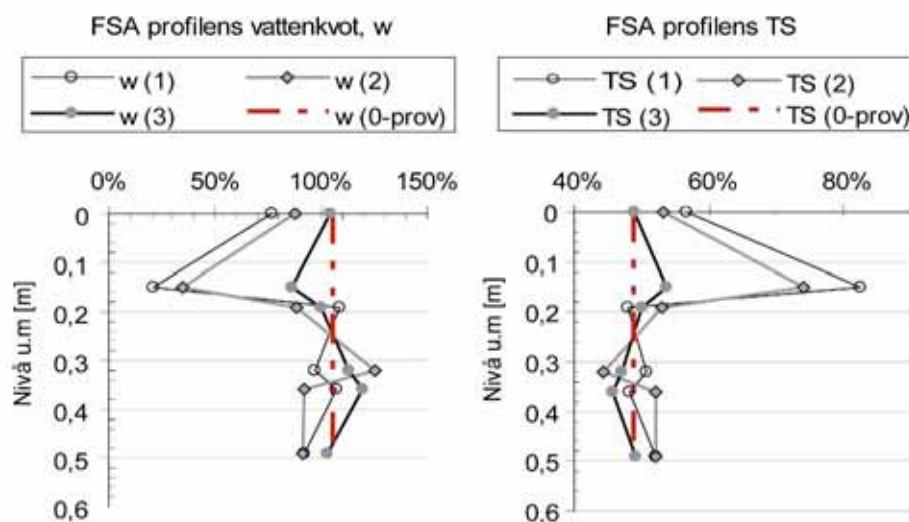 FSA profilens vattenkvot, w
w (1) w (2)
w (3) w (0-prov)
0% 50% 100% 150%
Nivå u.m [m]
0
0,1
0,2
0,3
0,4
0,5
0,6
FSA profilens TS
TS (1) TS (2)
TS (3) TS (0-prov)
40% 60% 80%
Nivå u.m [m]
0
0,1
0,2
0,3
0,4
0,5
0,6